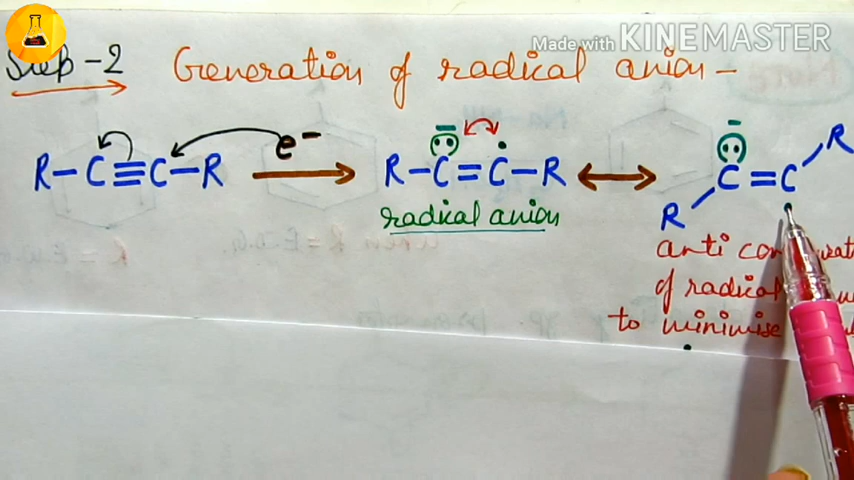 Made with KINEMASTER
Step-2 Generation of radical anion -
R-C≡C-R e⁻ R-C=C-R R C=C R
radical anion
anti
of radical
to minimise